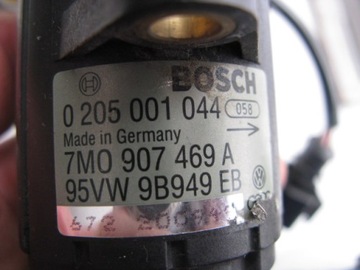 BOSCH
0 205 001 044 058
Made in Germany
7M0 907 469 A
95VW 9B949 EB